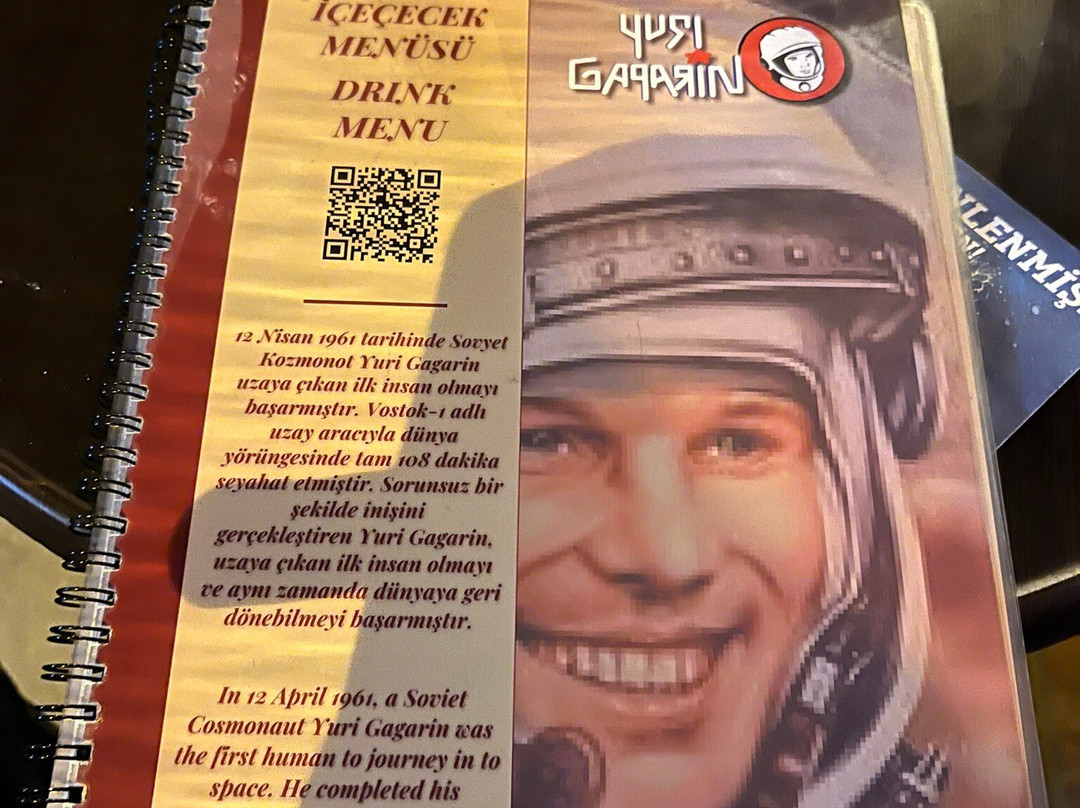 İÇEÇECEK
MENÜSÜ
DRINK
MENU
12 Nisan 1961 tarihinde Sovyet
Kozmonot Yuri Gagarin
uzaya çıkan ilk insan olmayı
başarmıştır. Vostok-1 adlı
uzay aracıyla dünya
yörüngesinde tam 108 dakika
seyahat etmiştir. Sorunsuz bir
şekilde inişini
gerçekleştiren Yuri Gagarin,
uzaya çıkan ilk insan olmayı
ve aynı zamanda dünyaya geri
dönebilmeyi başarmıştır.
In 12 April 1961, a Soviet
Cosmonaut Yuri Gagarin was
the first human to journey in to
space. He completed his
YURI
GAGARIN